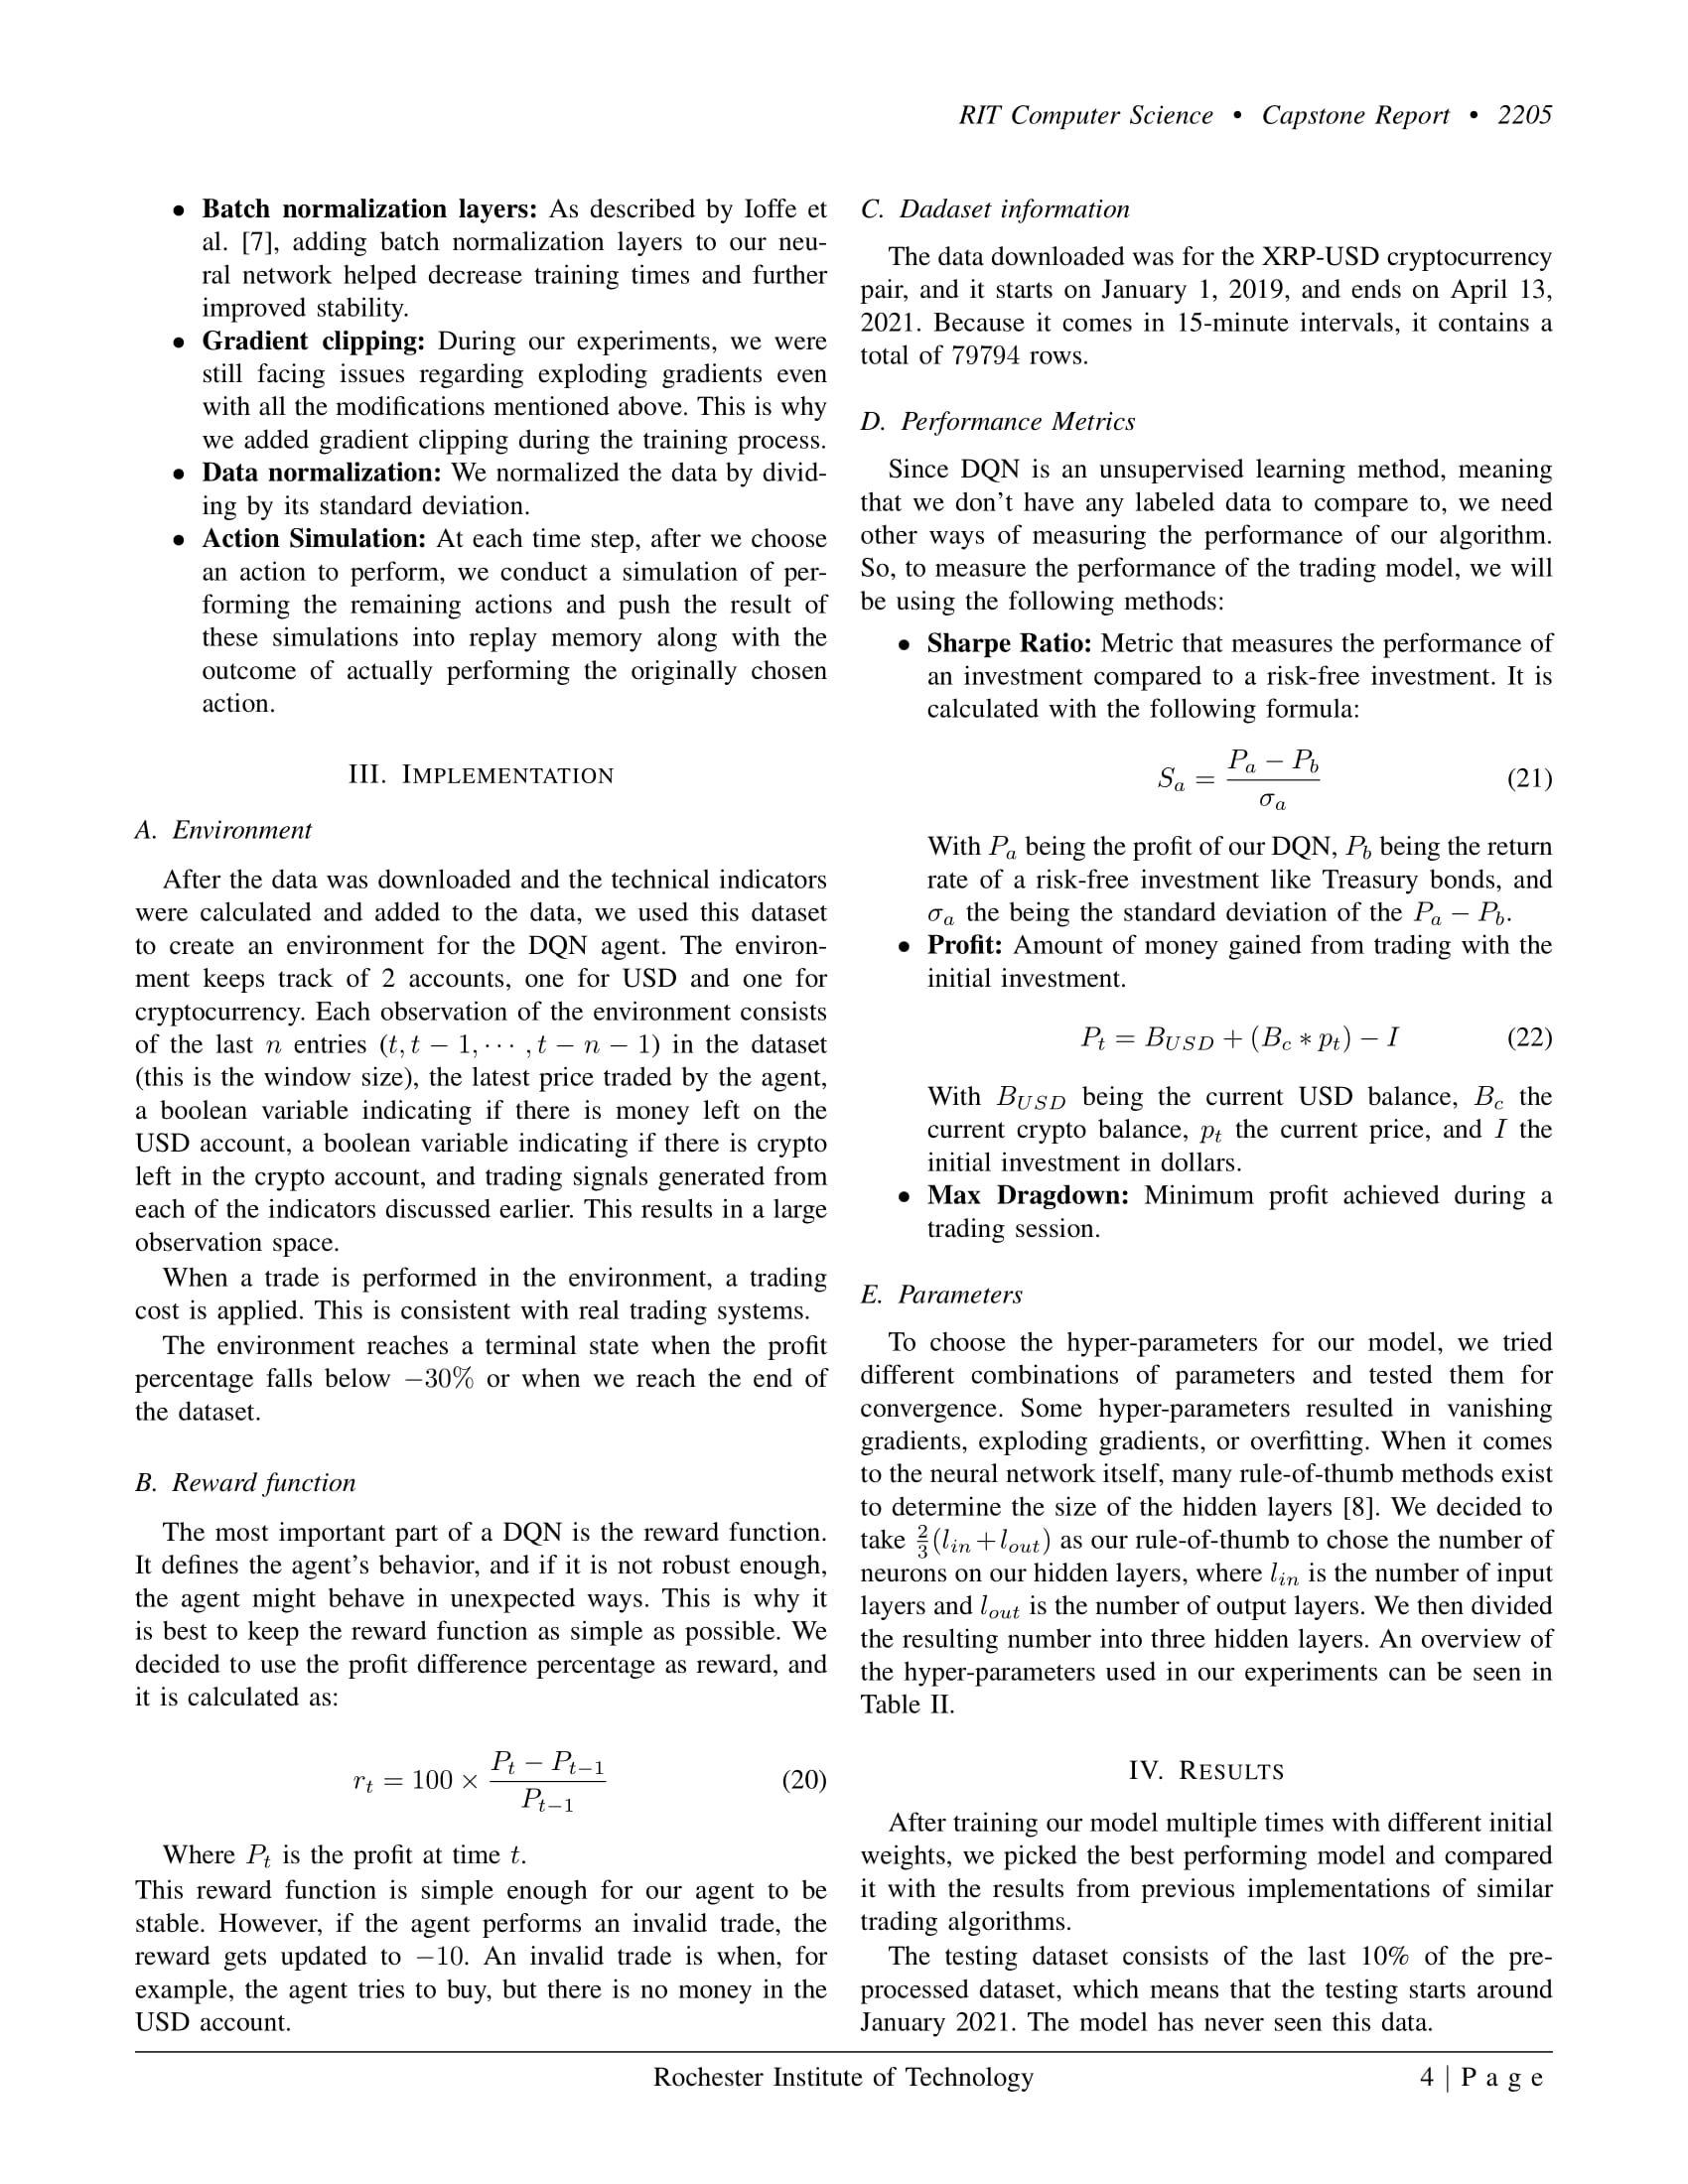 RIT Computer Science • Capstone Report • 2205
• Batch normalization layers: As described by Ioffe et
al. [7], adding batch normalization layers to our neu-
ral network helped decrease training times and further
improved stability.
• Gradient clipping: During our experiments, we were
still facing issues regarding exploding gradients even
with all the modifications mentioned above. This is why
we added gradient clipping during the training process.
• Data normalization: We normalized the data by divid-
ing by its standard deviation.
• Action Simulation: At each time step, after we choose
an action to perform, we conduct a simulation of per-
forming the remaining actions and push the result of
these simulations into replay memory along with the
outcome of actually performing the originally chosen
action.
III. IMPLEMENTATION
A. Environment
After the data was downloaded and the technical indicators
were calculated and added to the data, we used this dataset
to create an environment for the DQN agent. The environ-
ment keeps track of 2 accounts, one for USD and one for
cryptocurrency. Each observation of the environment consists
of the last n entries (t, t − 1, ⋯ , t − n − 1) in the dataset
(this is the window size), the latest price traded by the agent,
a boolean variable indicating if there is money left on the
USD account, a boolean variable indicating if there is crypto
left in the crypto account, and trading signals generated from
each of the indicators discussed earlier. This results in a large
observation space.
When a trade is performed in the environment, a trading
cost is applied. This is consistent with real trading systems.
The environment reaches a terminal state when the profit
percentage falls below −30% or when we reach the end of
the dataset.
B. Reward function
The most important part of a DQN is the reward function.
It defines the agent's behavior, and if it is not robust enough,
the agent might behave in unexpected ways. This is why it
is best to keep the reward function as simple as possible. We
decided to use the profit difference percentage as reward, and
it is calculated as:
r_t = 100 × (P_t − P_{t−1}) / P_{t−1} (20)
Where P_t is the profit at time t.
This reward function is simple enough for our agent to be
stable. However, if the agent performs an invalid trade, the
reward gets updated to −10. An invalid trade is when, for
example, the agent tries to buy, but there is no money in the
USD account.
C. Dadaset information
The data downloaded was for the XRP-USD cryptocurrency
pair, and it starts on January 1, 2019, and ends on April 13,
2021. Because it comes in 15-minute intervals, it contains a
total of 79794 rows.
D. Performance Metrics
Since DQN is an unsupervised learning method, meaning
that we don't have any labeled data to compare to, we need
other ways of measuring the performance of our algorithm.
So, to measure the performance of the trading model, we will
be using the following methods:
• Sharpe Ratio: Metric that measures the performance of
an investment compared to a risk-free investment. It is
calculated with the following formula:
S_a = (P_a − P_b) / σ_a (21)
With P_a being the profit of our DQN, P_b being the return
rate of a risk-free investment like Treasury bonds, and
σ_a the being the standard deviation of the P_a − P_b.
• Profit: Amount of money gained from trading with the
initial investment.
P_t = B_{USD} + (B_c ∗ p_t) − I (22)
With B_{USD} being the current USD balance, B_c the
current crypto balance, p_t the current price, and I the
initial investment in dollars.
• Max Dragdown: Minimum profit achieved during a
trading session.
E. Parameters
To choose the hyper-parameters for our model, we tried
different combinations of parameters and tested them for
convergence. Some hyper-parameters resulted in vanishing
gradients, exploding gradients, or overfitting. When it comes
to the neural network itself, many rule-of-thumb methods exist
to determine the size of the hidden layers [8]. We decided to
take 2/3 (l_{in} + l_{out}) as our rule-of-thumb to chose the number of
neurons on our hidden layers, where l_{in} is the number of input
layers and l_{out} is the number of output layers. We then divided
the resulting number into three hidden layers. An overview of
the hyper-parameters used in our experiments can be seen in
Table II.
IV. RESULTS
After training our model multiple times with different initial
weights, we picked the best performing model and compared
it with the results from previous implementations of similar
trading algorithms.
The testing dataset consists of the last 10% of the pre-
processed dataset, which means that the testing starts around
January 2021. The model has never seen this data.
Rochester Institute of Technology
4 | P a g e